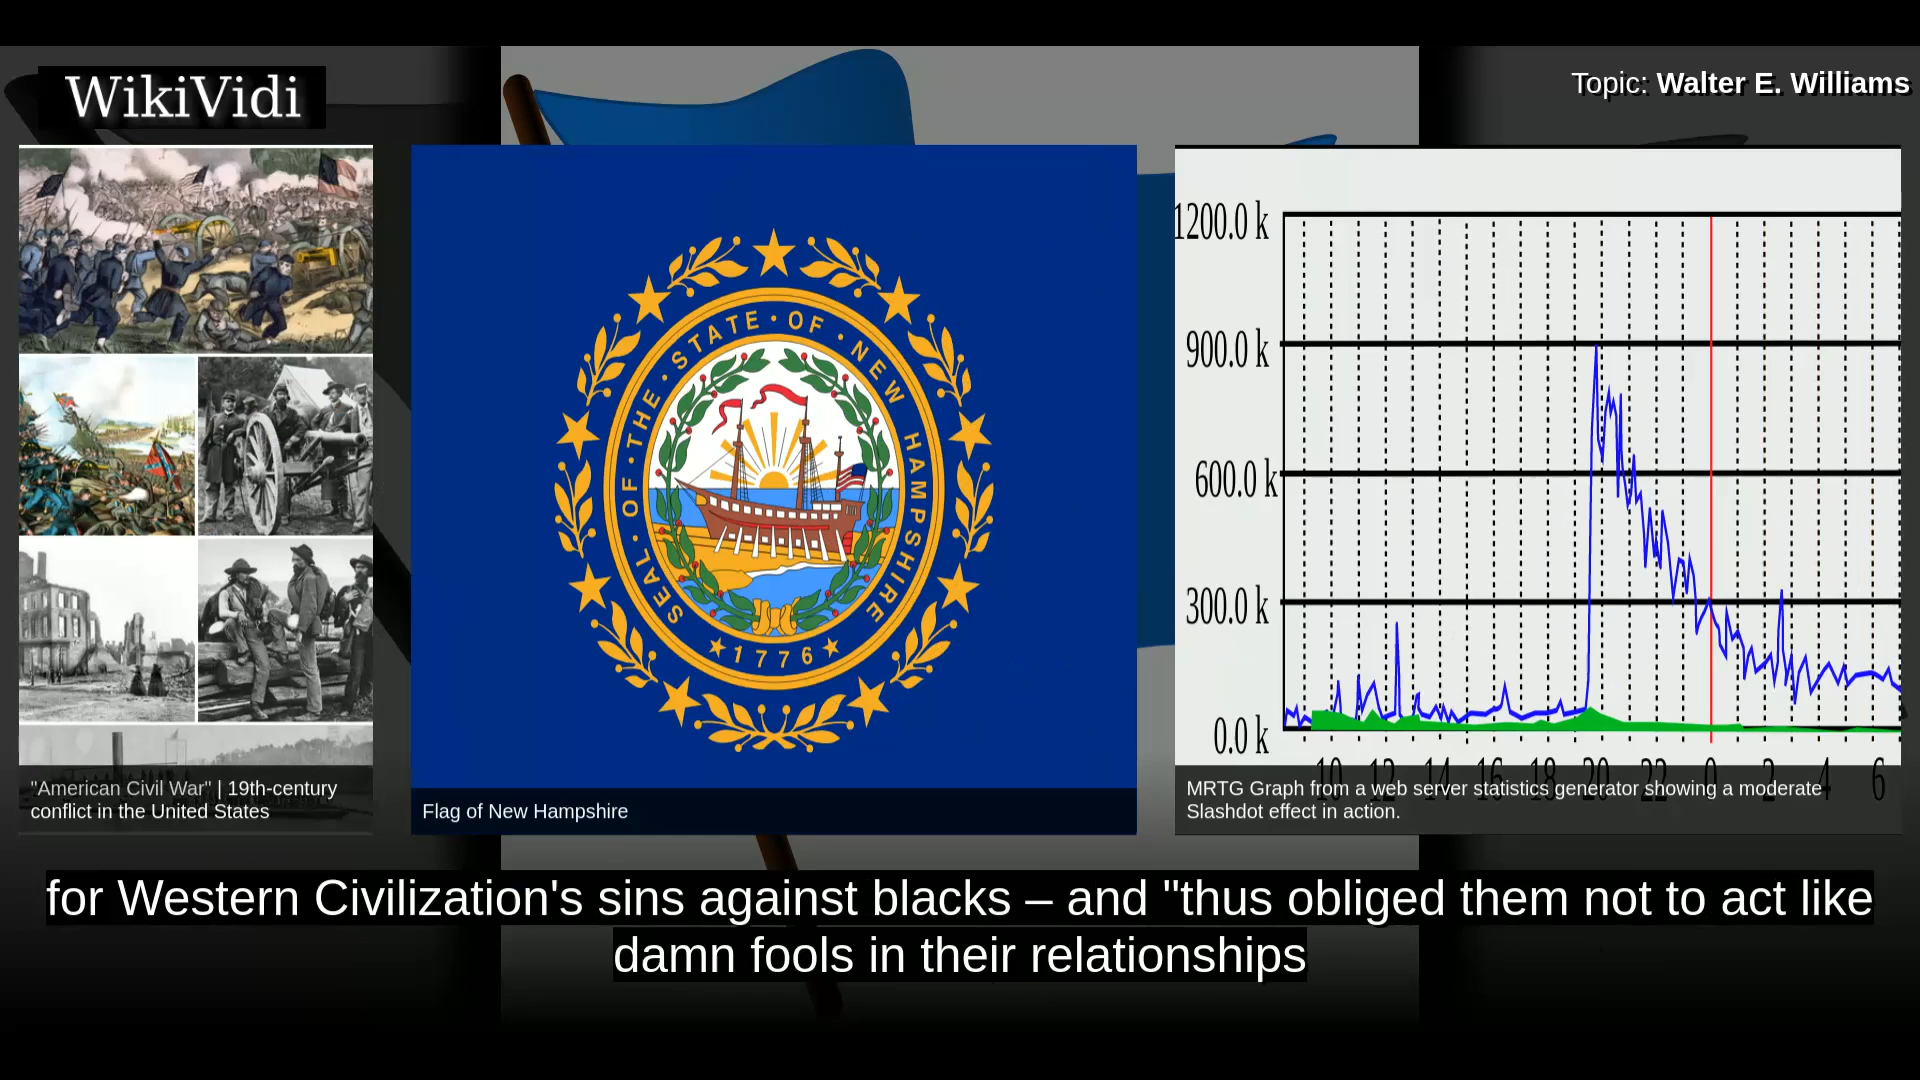 WikiVidi
Topic: Walter E. Williams
SEAL · OF · THE · STATE · OF · NEW HAMPSHIRE
1776
1200.0 k
900.0 k
600.0 k
300.0 k
0.0 k
10 12 14 16 18 20 22 0 2 4 6
"American Civil War" | 19th-century
conflict in the United States
Flag of New Hampshire
MRTG Graph from a web server statistics generator showing a moderate
Slashdot effect in action.
for Western Civilization's sins against blacks – and "thus obliged them not to act like
damn fools in their relationships